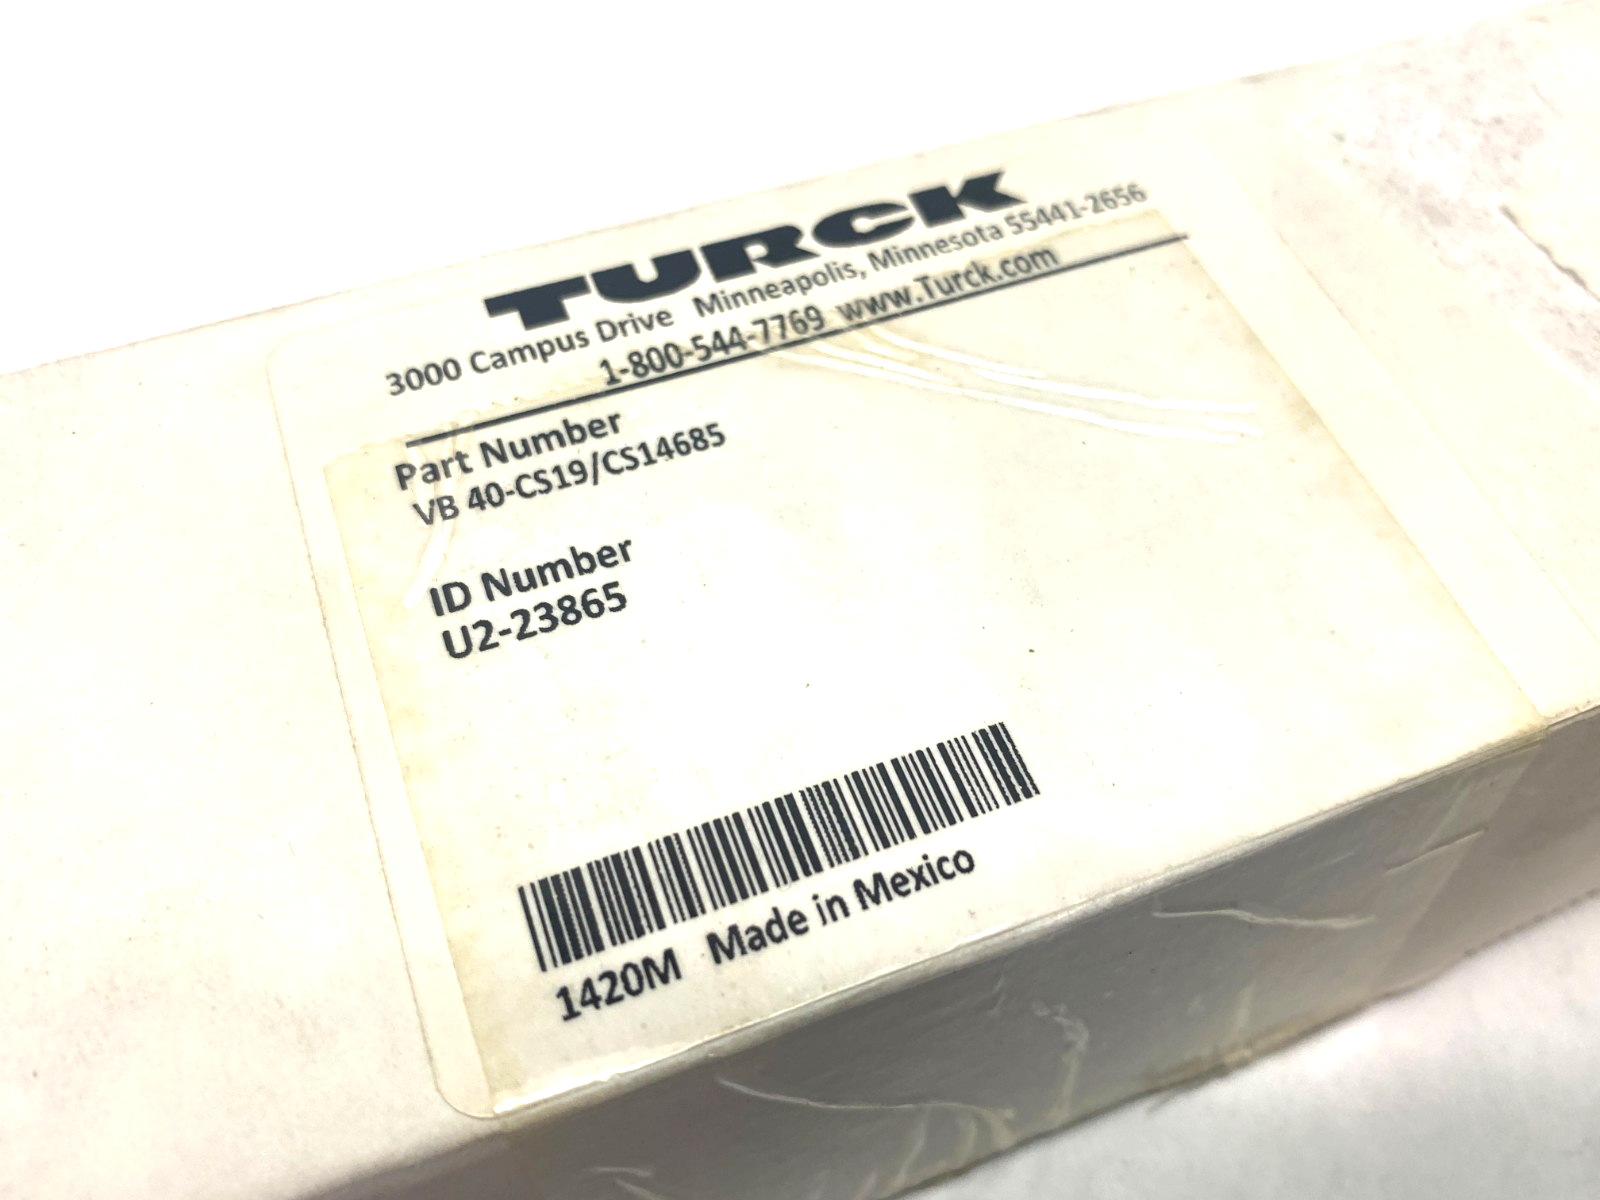 TURCK
3000 Campus Drive Minneapolis, Minnesota 55441-2656
1-800-544-7769 www.Turck.com
Part Number
VB 40-CS19/CS14685
ID Number
U2-23865
1420M Made in Mexico